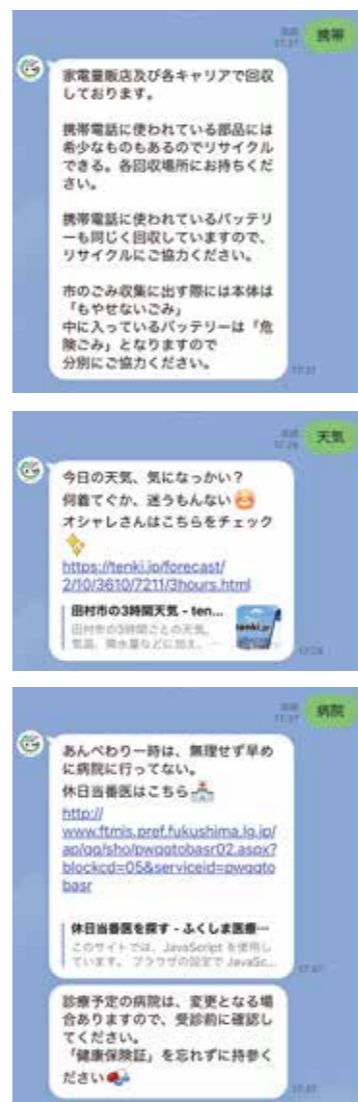 携帯
家電量販店及び各キャリアで回収
しております。
携帯電話に使われている部品には
希少なものもあるのでリサイクル
できる。各回収場所にお持ちくだ
さい。
携帯電話に使われているバッテリ
ーも同じく回収していますので、
リサイクルにご協力ください。
市のごみ収集に出す際には本体は
「もやせないごみ」
中に入っているバッテリーは「危
険ごみ」となりますので
分別にご協力ください。
天気
今日の天気、気になっかい?
何着てぐか、迷うもんない
オシャレさんはこちらをチェック
https://tenki.jp/forecast/
2/10/3610/7211/3hours.html
田村市の3時間天気 - ten...
田村市の3時間ごとの天気、
気温、降水量などに加え、
tenki.jp
病院
あんべわり一時は、無理せず早め
に病院に行ってない。
休日当番医はこちら
http://
www.ftmis.pref.fukushima.lg.jp/
ap/qq/sho/pwqqtobasr02.aspx?
blockcd=05&serviceid=pwqqto
basr
休日当番医を探す - ふくしま医療…
このサイトでは、JavaScript を使用し
ています。 ブラウザの設定で JavaSc...
診療予定の病院は、変更となる場
合ありますので、受診前に確認し
てください。
「健康保険証」を忘れずに持参く
ださい